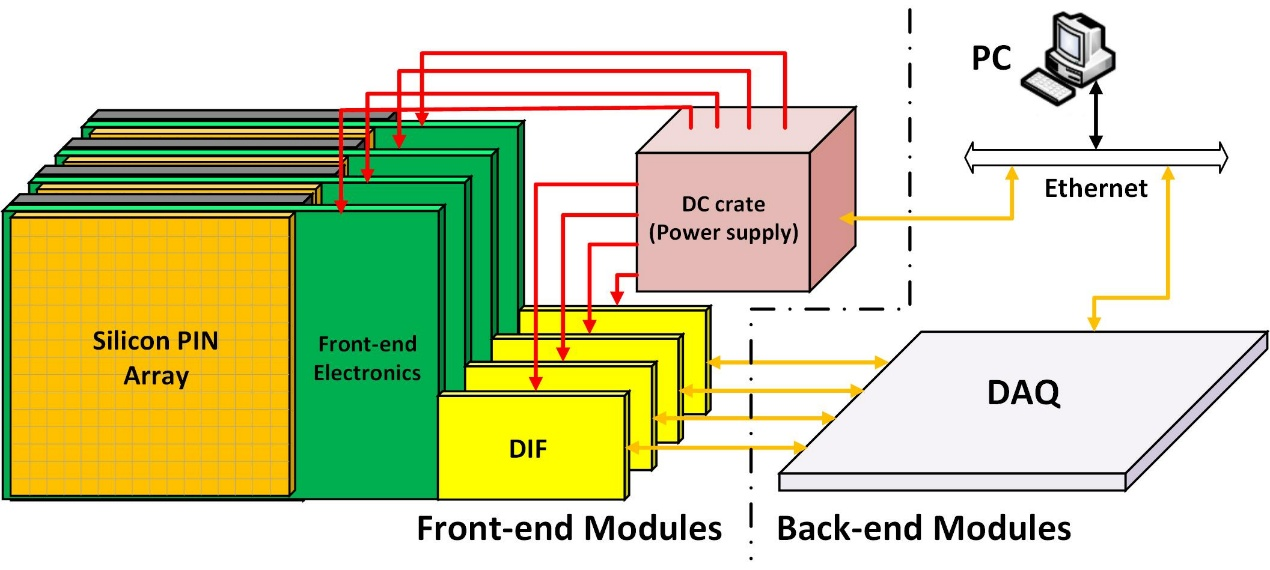 PC
Ethernet
DC crate
(Power supply)
Silicon PIN
Array
Front-end
Electronics
DIF
DAQ
Front-end Modules
Back-end Modules